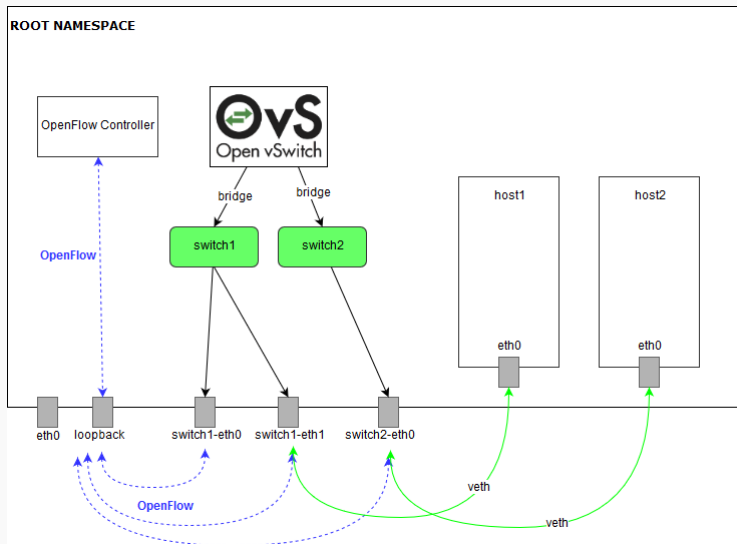 ROOT NAMESPACE
OpenFlow Controller
OvS
Open vSwitch
bridge
bridge
host1
host2
switch1
switch2
OpenFlow
eth0
eth0
eth0
loopback
switch1-eth0
switch1-eth1
switch2-eth0
OpenFlow
veth
veth